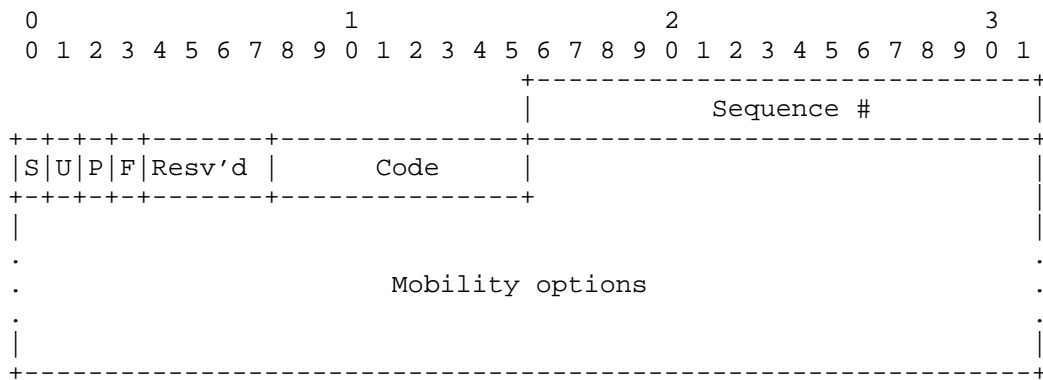 0                   1                   2                   3
 0 1 2 3 4 5 6 7 8 9 0 1 2 3 4 5 6 7 8 9 0 1 2 3 4 5 6 7 8 9 0 1
                                +-------------------------------+
                                |           Sequence #          |
+-+-+-+-+-------+---------------+-------------------------------+
|S|U|P|F|Resv’d |      Code     |                               |
+-+-+-+-+-------+---------------+                               |
|                                                               |
.                                                               .
.                       Mobility options                        .
.                                                               .
|                                                               |
+---------------------------------------------------------------+